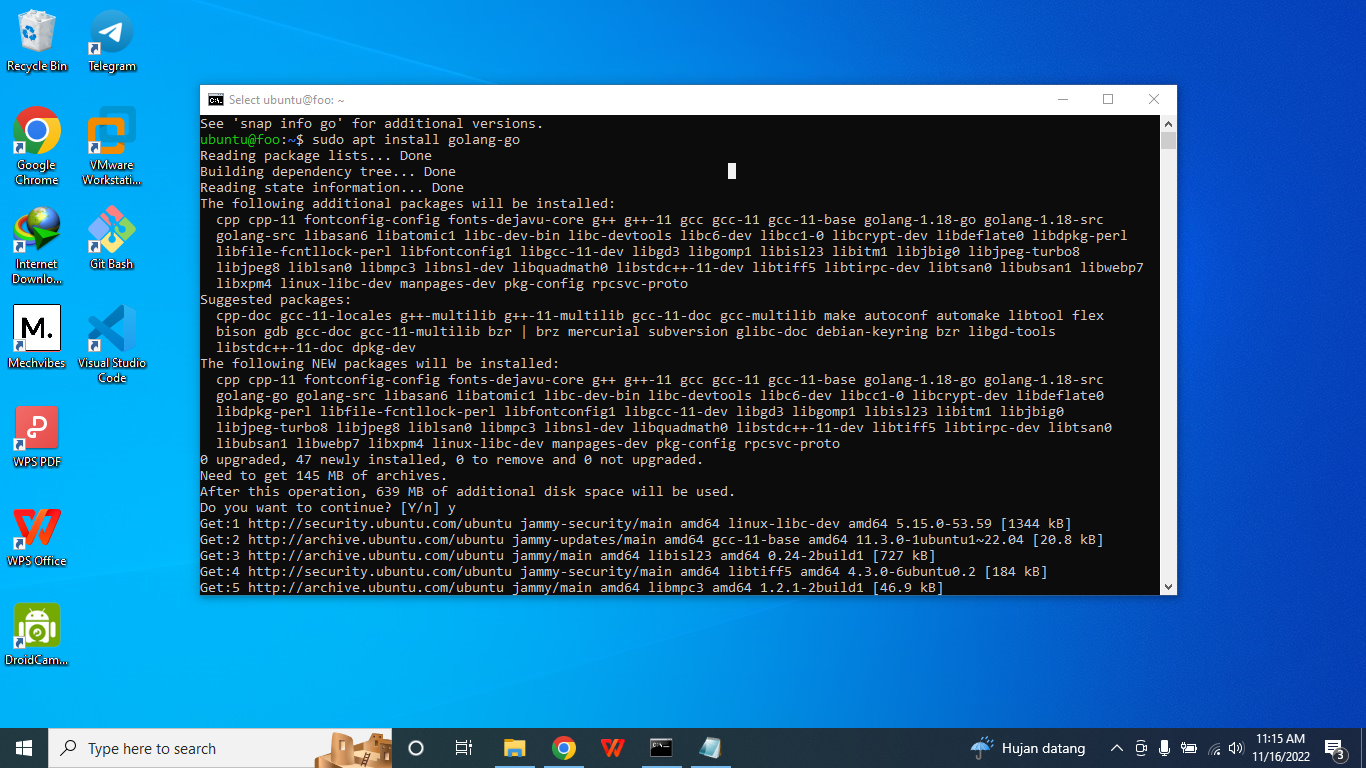 Recycle Bin
Telegram
Google
Chrome
VMware
Workstati...
Internet
Downlo...
Git Bash
M.
Mechvibes
Visual Studio
Code
WPS PDF
WPS Office
DroidCam...
C:\.
Select ubuntu@foo: ~
See 'snap info go' for additional versions.
ubuntu@foo:~$ sudo apt install golang-go
Reading package lists... Done
Building dependency tree... Done
Reading state information... Done
The following additional packages will be installed:
cpp cpp-11 fontconfig-config fonts-dejavu-core g++ g++-11 gcc gcc-11 gcc-11-base golang-1.18-go golang-1.18-src
golang-src libasan6 libatomic1 libc-dev-bin libc-devtools libc6-dev libcc1-0 libcrypt-dev libdeflate0 libdpkg-perl
libfile-fcntllock-perl libfontconfig1 libgcc-11-dev libgd3 libgomp1 libisl23 libitm1 libjbig0 libjpeg-turbo8
libjpeg8 liblsan0 libmpc3 libnsl-dev libquadmath0 libstdc++-11-dev libtiff5 libtirpc-dev libtsan0 libubsan1 libwebp7
libxpm4 linux-libc-dev manpages-dev pkg-config rpcsvc-proto
Suggested packages:
cpp-doc gcc-11-locales g++-multilib g++-11-multilib gcc-11-doc gcc-multilib make autoconf automake libtool flex
bison gdb gcc-doc gcc-11-multilib bzr | brz mercurial subversion glibc-doc debian-keyring bzr libgd-tools
libstdc++-11-doc dpkg-dev
The following NEW packages will be installed:
cpp cpp-11 fontconfig-config fonts-dejavu-core g++ g++-11 gcc gcc-11 gcc-11-base golang-1.18-go golang-1.18-src
golang-go golang-src libasan6 libatomic1 libc-dev-bin libc-devtools libc6-dev libcc1-0 libcrypt-dev libdeflate0
libdpkg-perl libfile-fcntllock-perl libfontconfig1 libgcc-11-dev libgd3 libgomp1 libisl23 libitm1 libjbig0
libjpeg-turbo8 libjpeg8 liblsan0 libmpc3 libnsl-dev libquadmath0 libstdc++-11-dev libtiff5 libtirpc-dev libtsan0
libubsan1 libwebp7 libxpm4 linux-libc-dev manpages-dev pkg-config rpcsvc-proto
0 upgraded, 47 newly installed, 0 to remove and 0 not upgraded.
Need to get 145 MB of archives.
After this operation, 639 MB of additional disk space will be used.
Do you want to continue? [Y/n] y
Get:1 http://security.ubuntu.com/ubuntu jammy-security/main amd64 linux-libc-dev amd64 5.15.0-53.59 [1344 kB]
Get:2 http://archive.ubuntu.com/ubuntu jammy-updates/main amd64 gcc-11-base amd64 11.3.0-1ubuntu1~22.04 [20.8 kB]
Get:3 http://archive.ubuntu.com/ubuntu jammy/main amd64 libisl23 amd64 0.24-2build1 [727 kB]
Get:4 http://security.ubuntu.com/ubuntu jammy-security/main amd64 libtiff5 amd64 4.3.0-6ubuntu0.2 [184 kB]
Get:5 http://archive.ubuntu.com/ubuntu jammy/main amd64 libmpc3 amd64 1.2.1-2build1 [46.9 kB]
Type here to search
Hujan datang
11:15 AM
11/16/2022
3